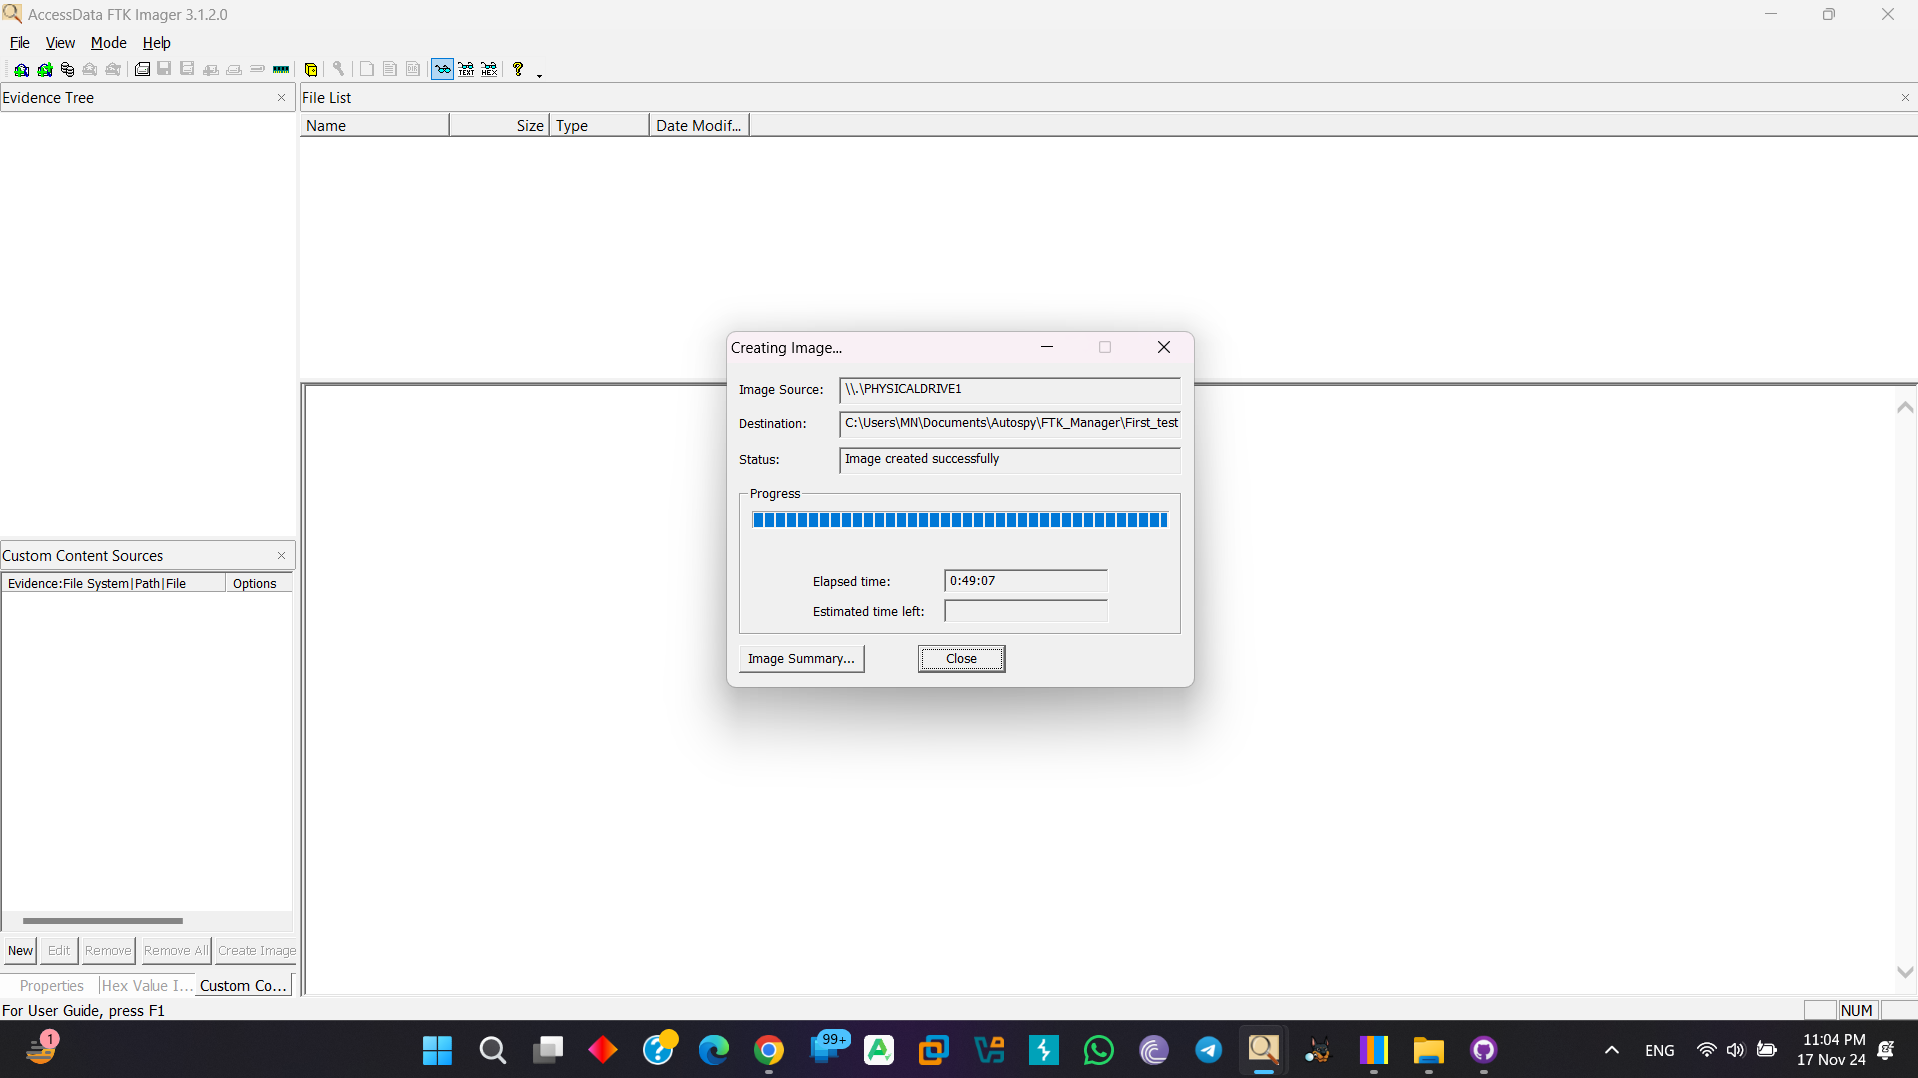 AccessData FTK Imager 3.1.2.0
File View Mode Help
TEXT HEX
Evidence Tree
File List
Name Size Type Date Modif...
Creating Image...
Image Source: \\.\PHYSICALDRIVE1
Destination: C:\Users\MN\Documents\Autospy\FTK_Manager\First_test
Status: Image created successfully
Progress
Elapsed time: 0:49:07
Estimated time left:
Image Summary... Close
Custom Content Sources
Evidence:File System|Path|File Options
New Edit Remove Remove All Create Image
Properties Hex Value I... Custom Co...
For User Guide, press F1
NUM
1
99+
ENG
11:04 PM
17 Nov 24